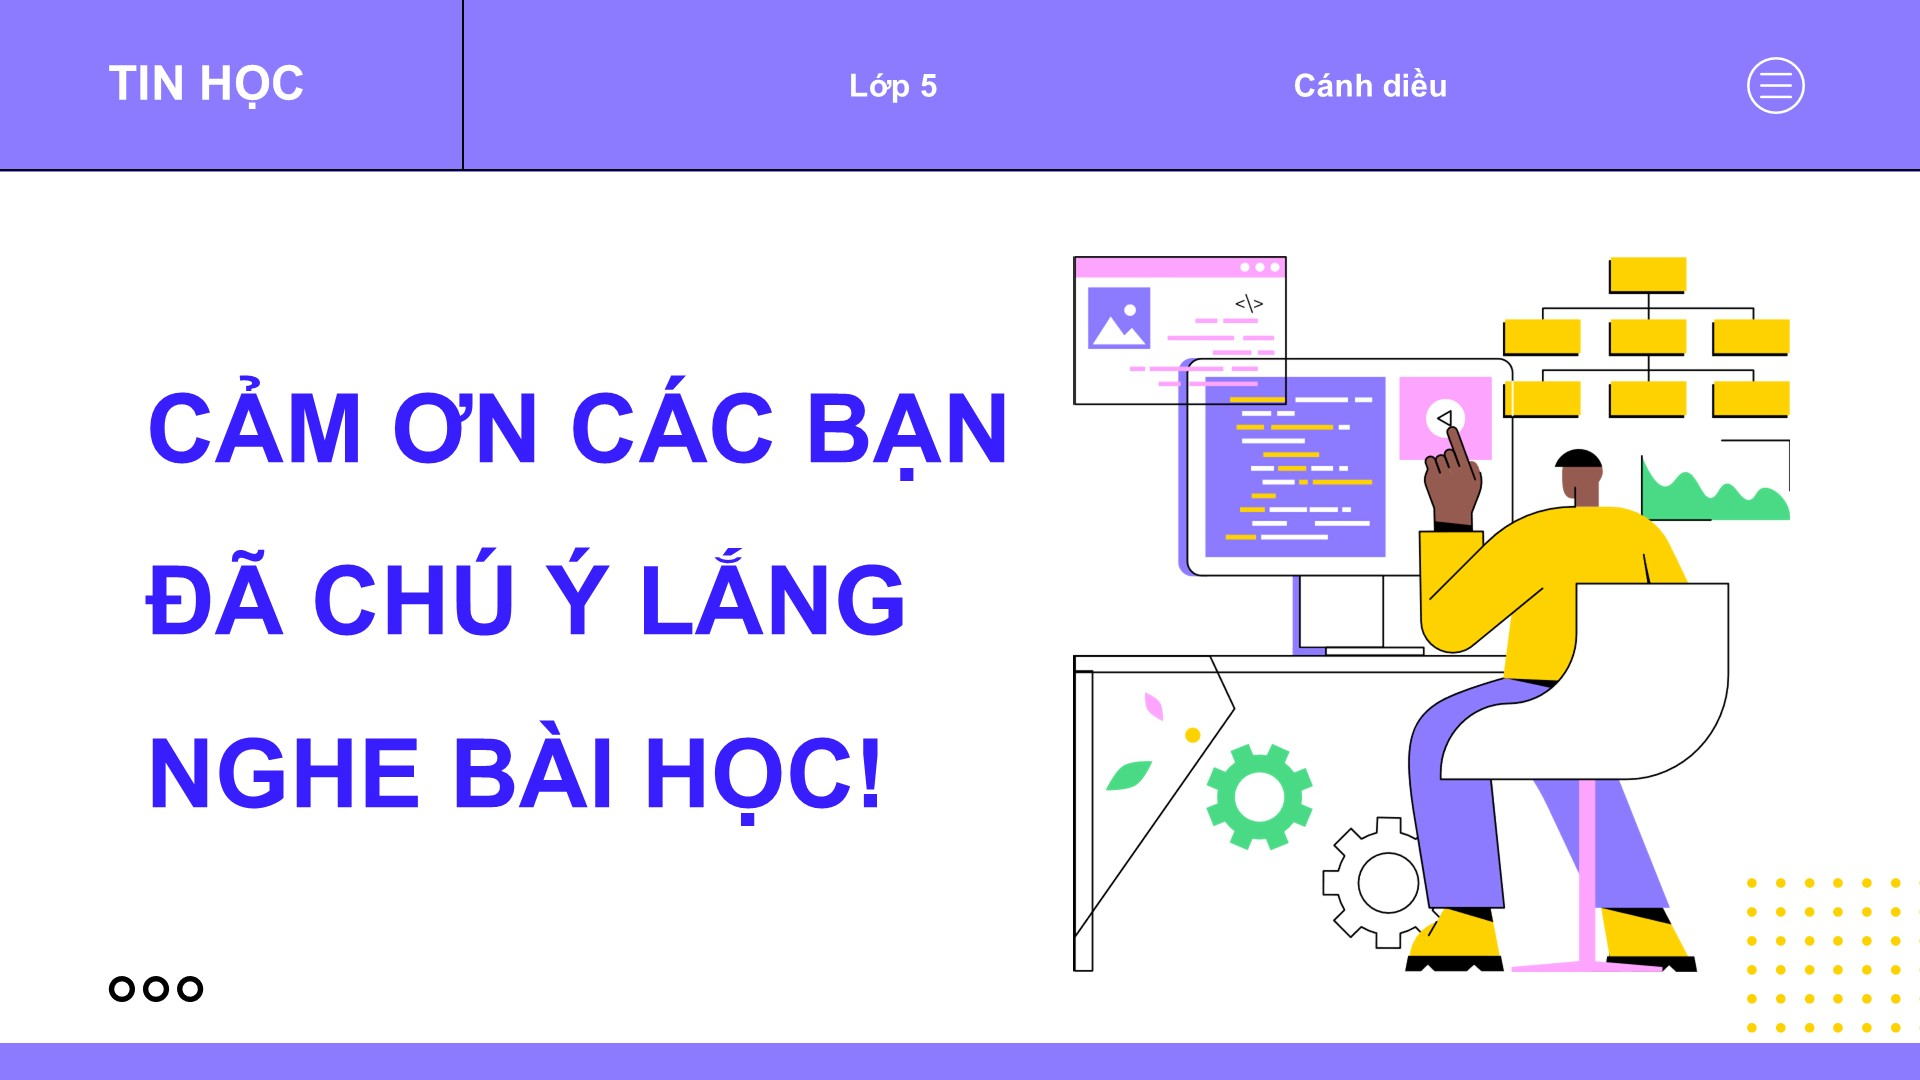 TIN HỌC
Lớp 5
Cánh diều
CẢM ƠN CÁC BẠN
ĐÃ CHÚ Ý LẮNG
NGHE BÀI HỌC!
<\>